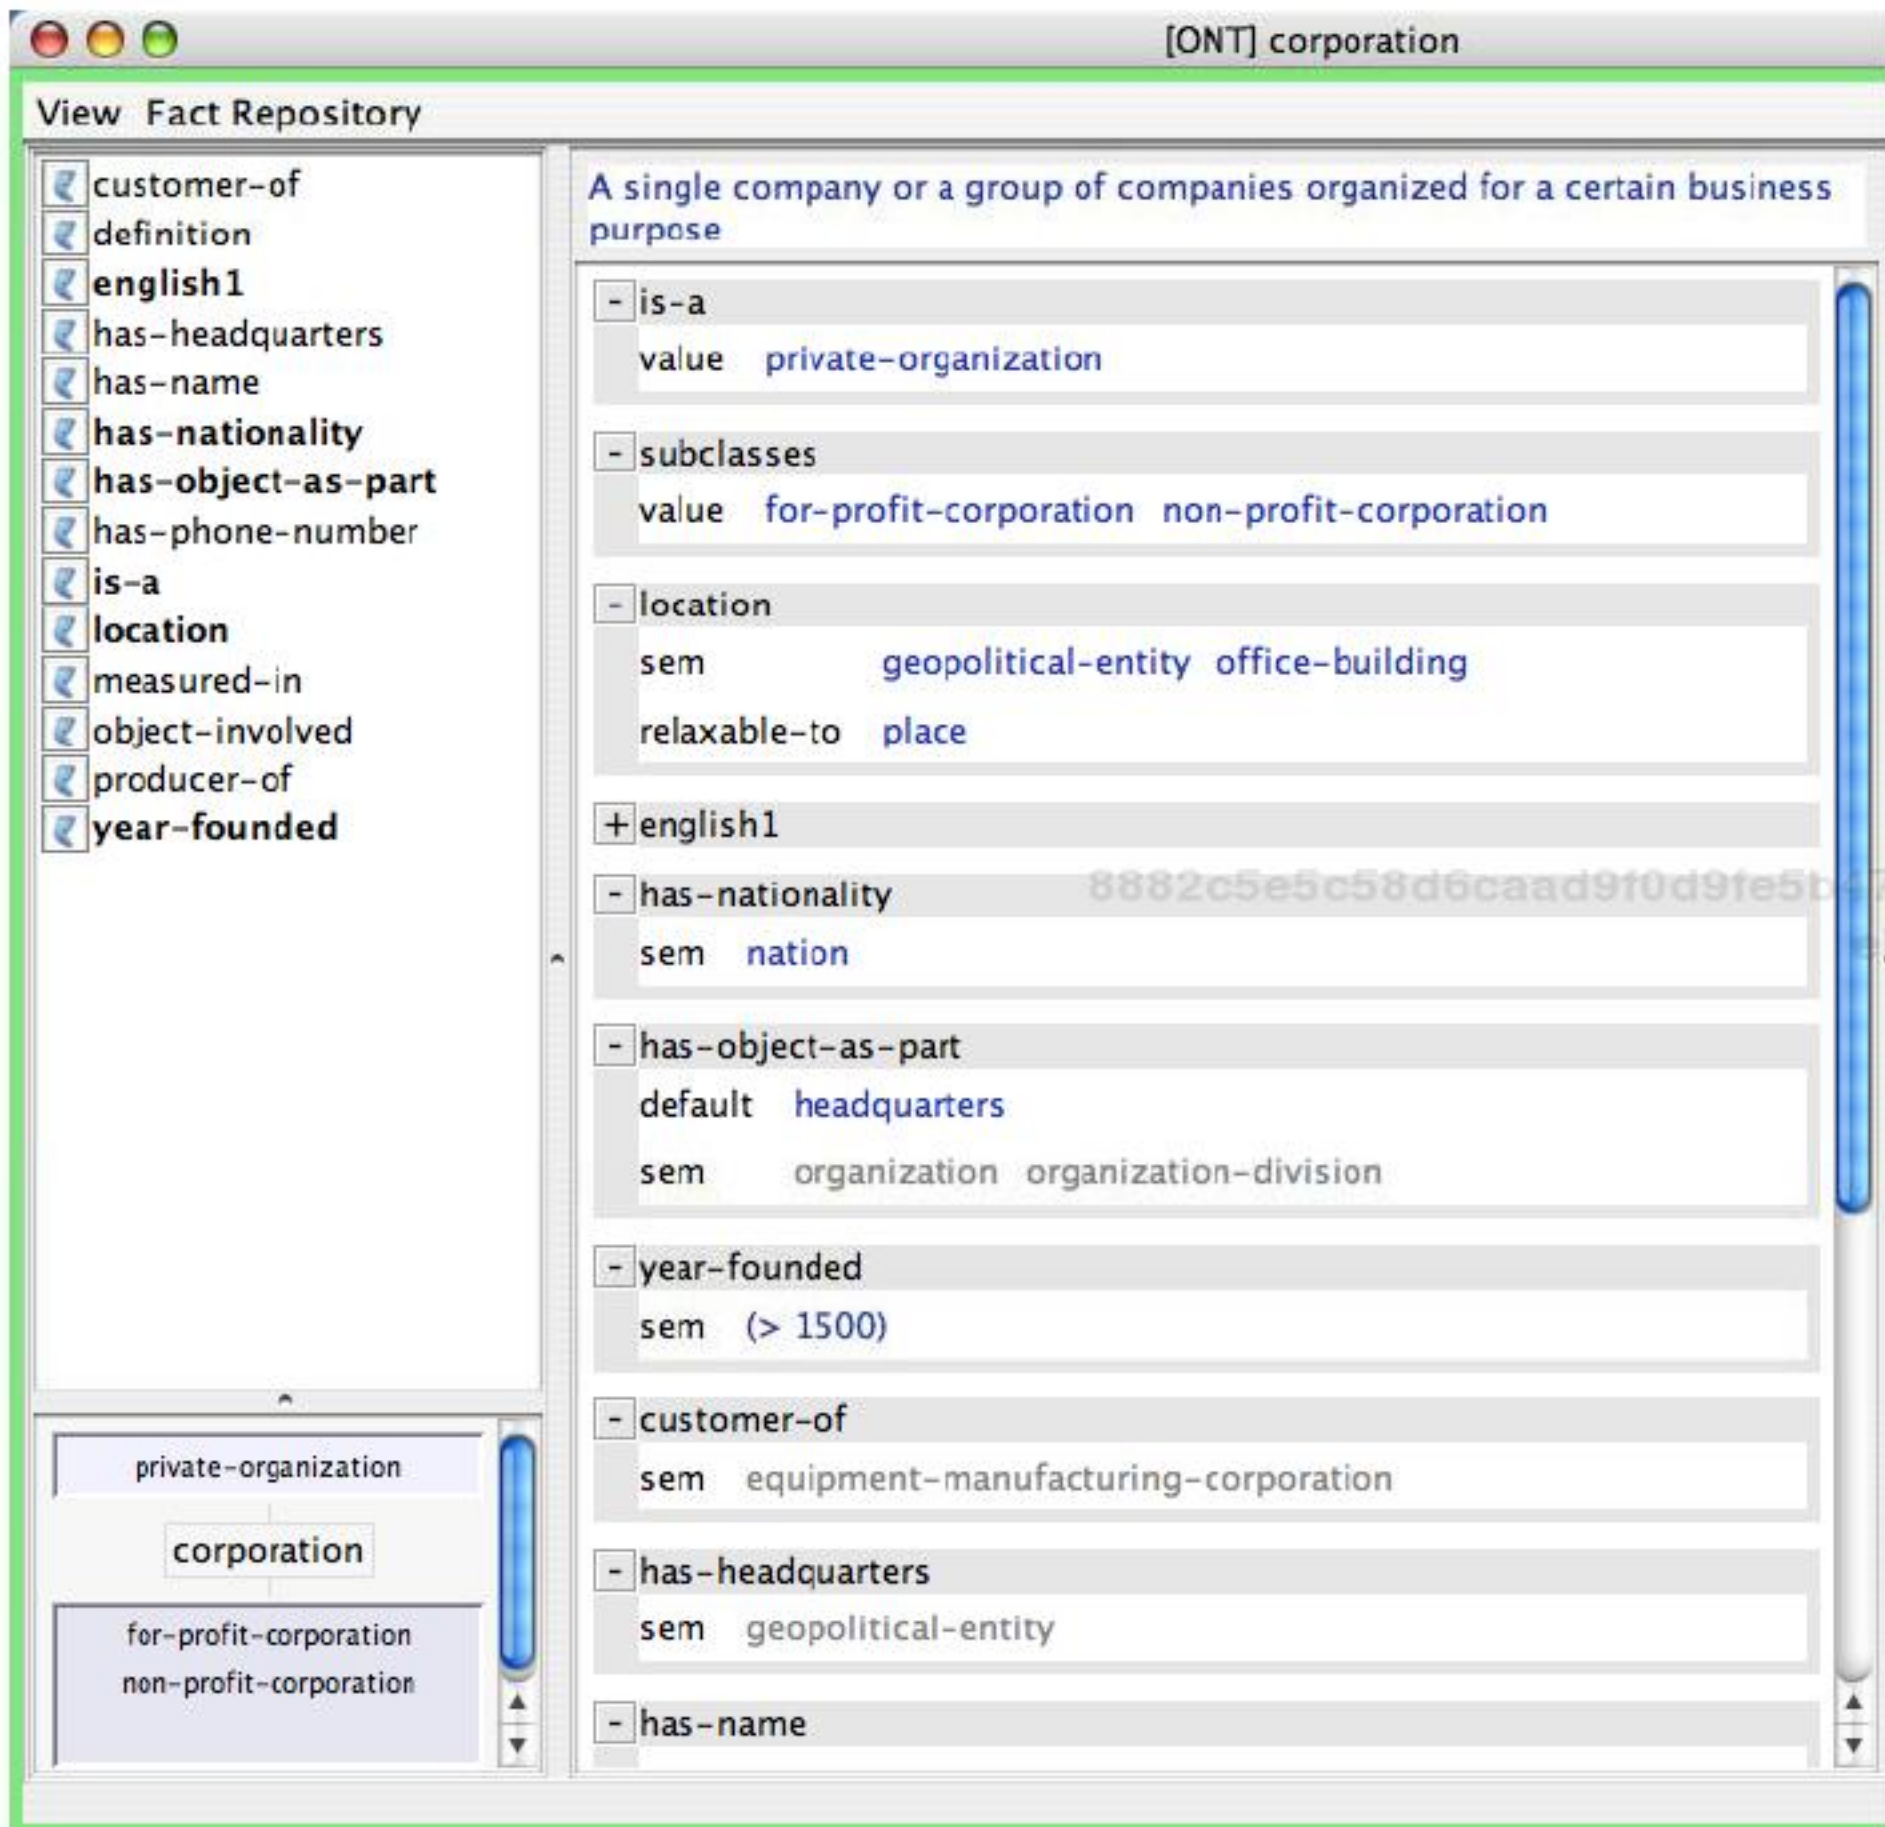 [ONT] corporation
View Fact Repository
customer-of
definition
english1
has-headquarters
has-name
has-nationality
has-object-as-part
has-phone-number
is-a
location
measured-in
object-involved
producer-of
year-founded
private-organization
corporation
for-profit-corporation
non-profit-corporation
A single company or a group of companies organized for a certain business
purpose
- is-a
value private-organization
- subclasses
value for-profit-corporation non-profit-corporation
- location
sem geopolitical-entity office-building
relaxable-to place
+ english1
- has-nationality
8882c5e5c58d6caad9f0d9fe5b47
sem nation
- has-object-as-part
default headquarters
sem organization organization-division
- year-founded
sem (> 1500)
- customer-of
sem equipment-manufacturing-corporation
- has-headquarters
sem geopolitical-entity
- has-name